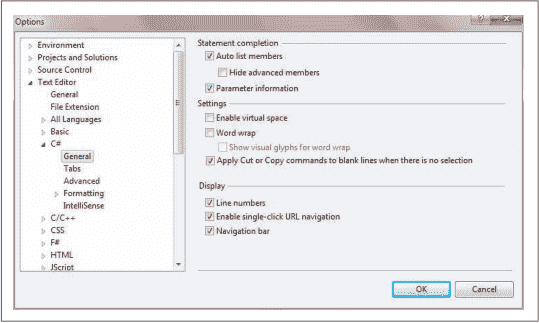 Options
Environment
Projects and Solutions
Source Control
Text Editor
General
File Extension
All Languages
Basic
C#
General
Tabs
Advanced
Formatting
IntelliSense
C/C++
CSS
F#
HTML
JScript
Statement completion
Auto list members
Hide advanced members
Parameter information
Settings
Enable virtual space
Word wrap
Show visual glyphs for word wrap
Apply Cut or Copy commands to blank lines when there is no selection
Display
Line numbers
Enable single-click URL navigation
Navigation bar
OK
Cancel